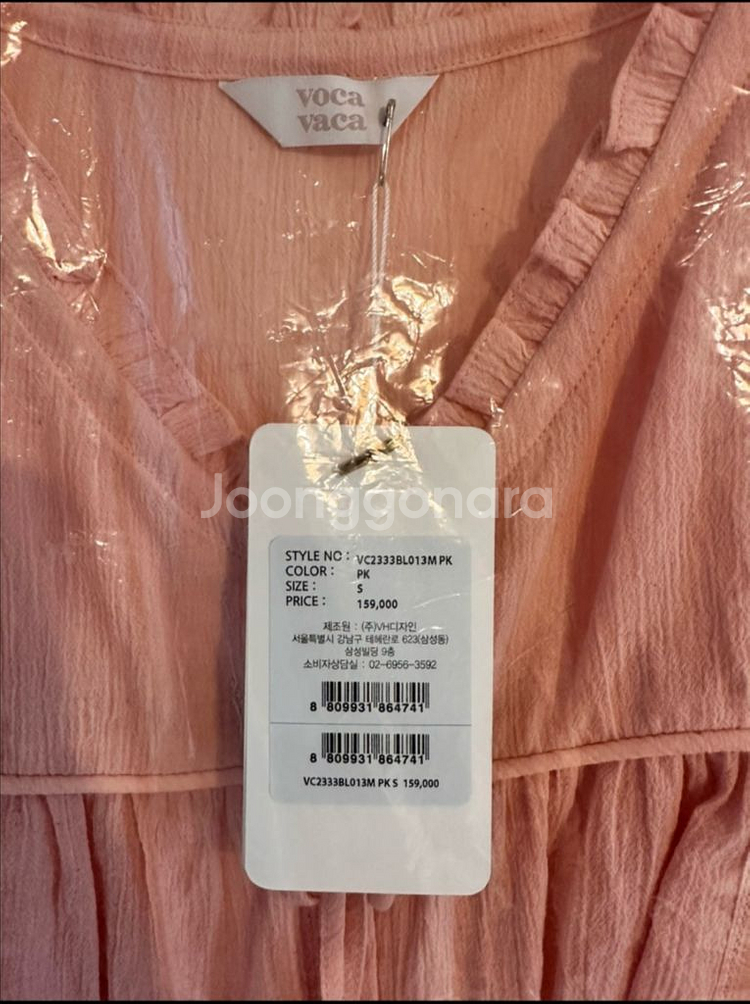 voca
vaca
Joonggonara
STYLE NO : VC2333BL013M PK
COLOR : PK
SIZE : S
PRICE : 159,000
제조원 : (주)VH디자인
서울특별시 강남구 테헤란로 623(삼성동)
삼성빌딩 9층
소비자상담실 : 02-6956-3592
8 809931 864741
8 809931 864741
VC2333BL013M PK S 159,000